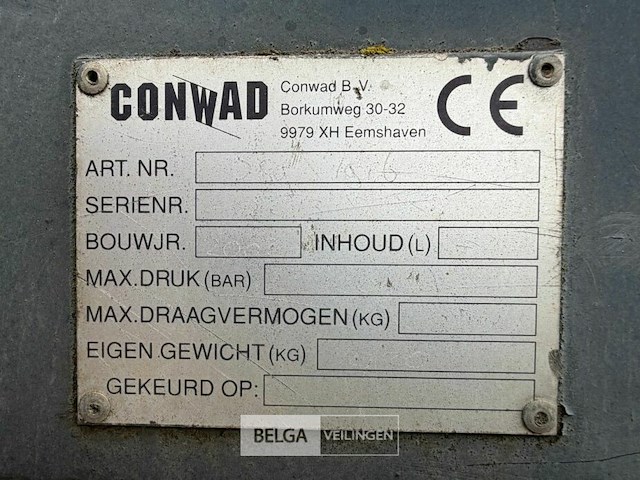 CONWAD
Conwad B.V.
Borkumweg 30-32
9979 XH Eemshaven
CE
ART. NR.
SERIENR.
BOUWJR. INHOUD (L)
MAX.DRUK (BAR)
MAX.DRAAGVERMOGEN (KG)
EIGEN GEWICHT (KG)
GEKEURD OP:
BELGA VEILINGEN